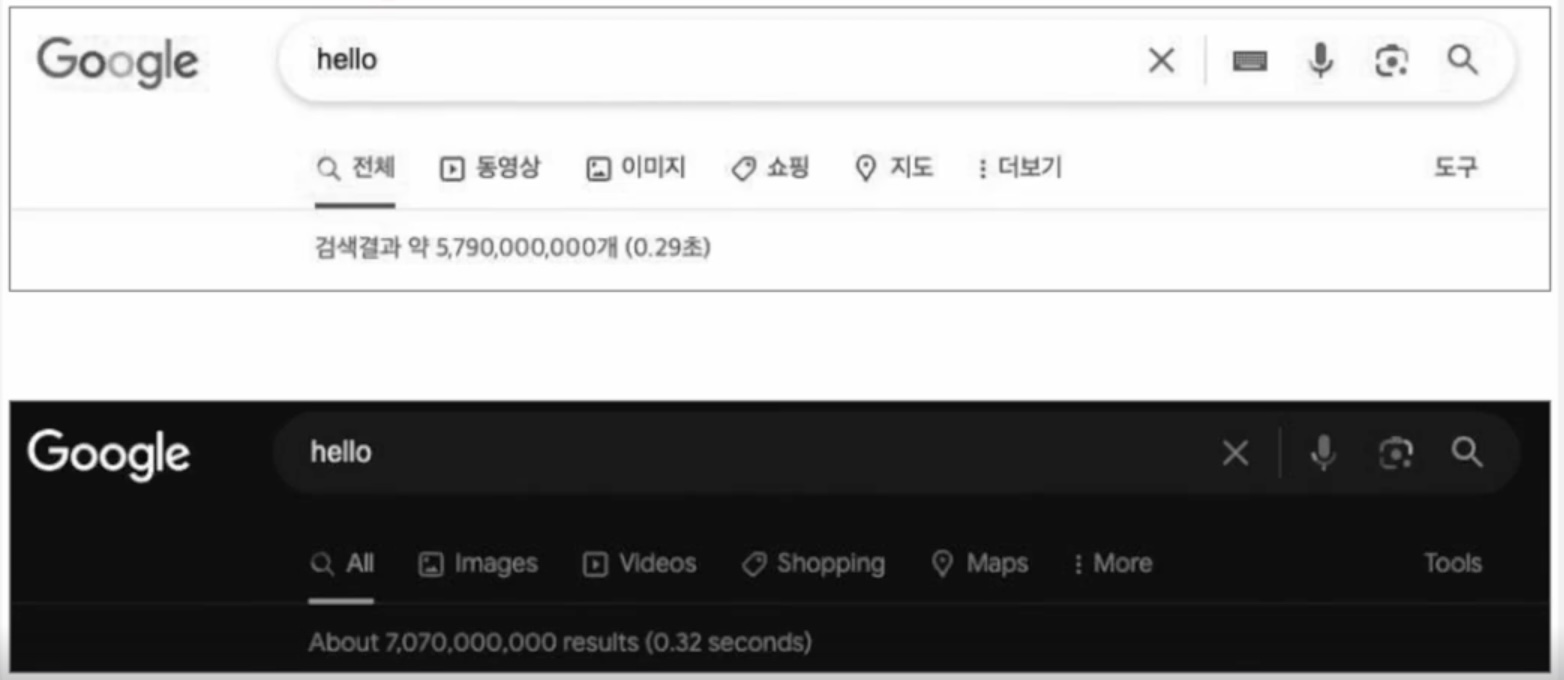 Google hello
전체 동영상 이미지 쇼핑 지도 더보기 도구
검색결과 약 5,790,000,000개 (0.29초)
Google hello
All Images Videos Shopping Maps More Tools
About 7,070,000,000 results (0.32 seconds)